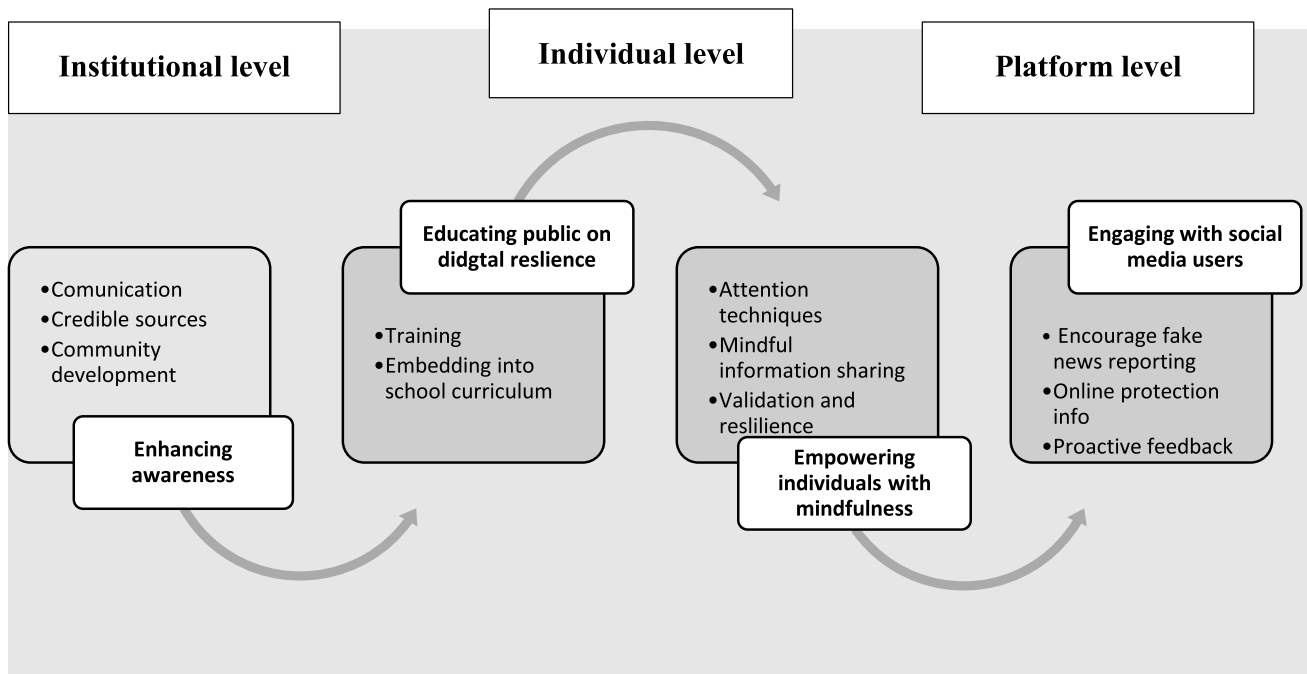 Institutional level
Individual level
Platform level
•Comunication
•Credible sources
•Community
development
Enhancing
awareness
Educating public on
didgtal reslience
•Training
•Embedding into
school curriculum
•Attention
techniques
•Mindful
information sharing
•Validation and
reslilience
Empowering
individuals with
mindfulness
Engaging with social
media users
• Encourage fake
news reporting
•Online protection
info
•Proactive feedback